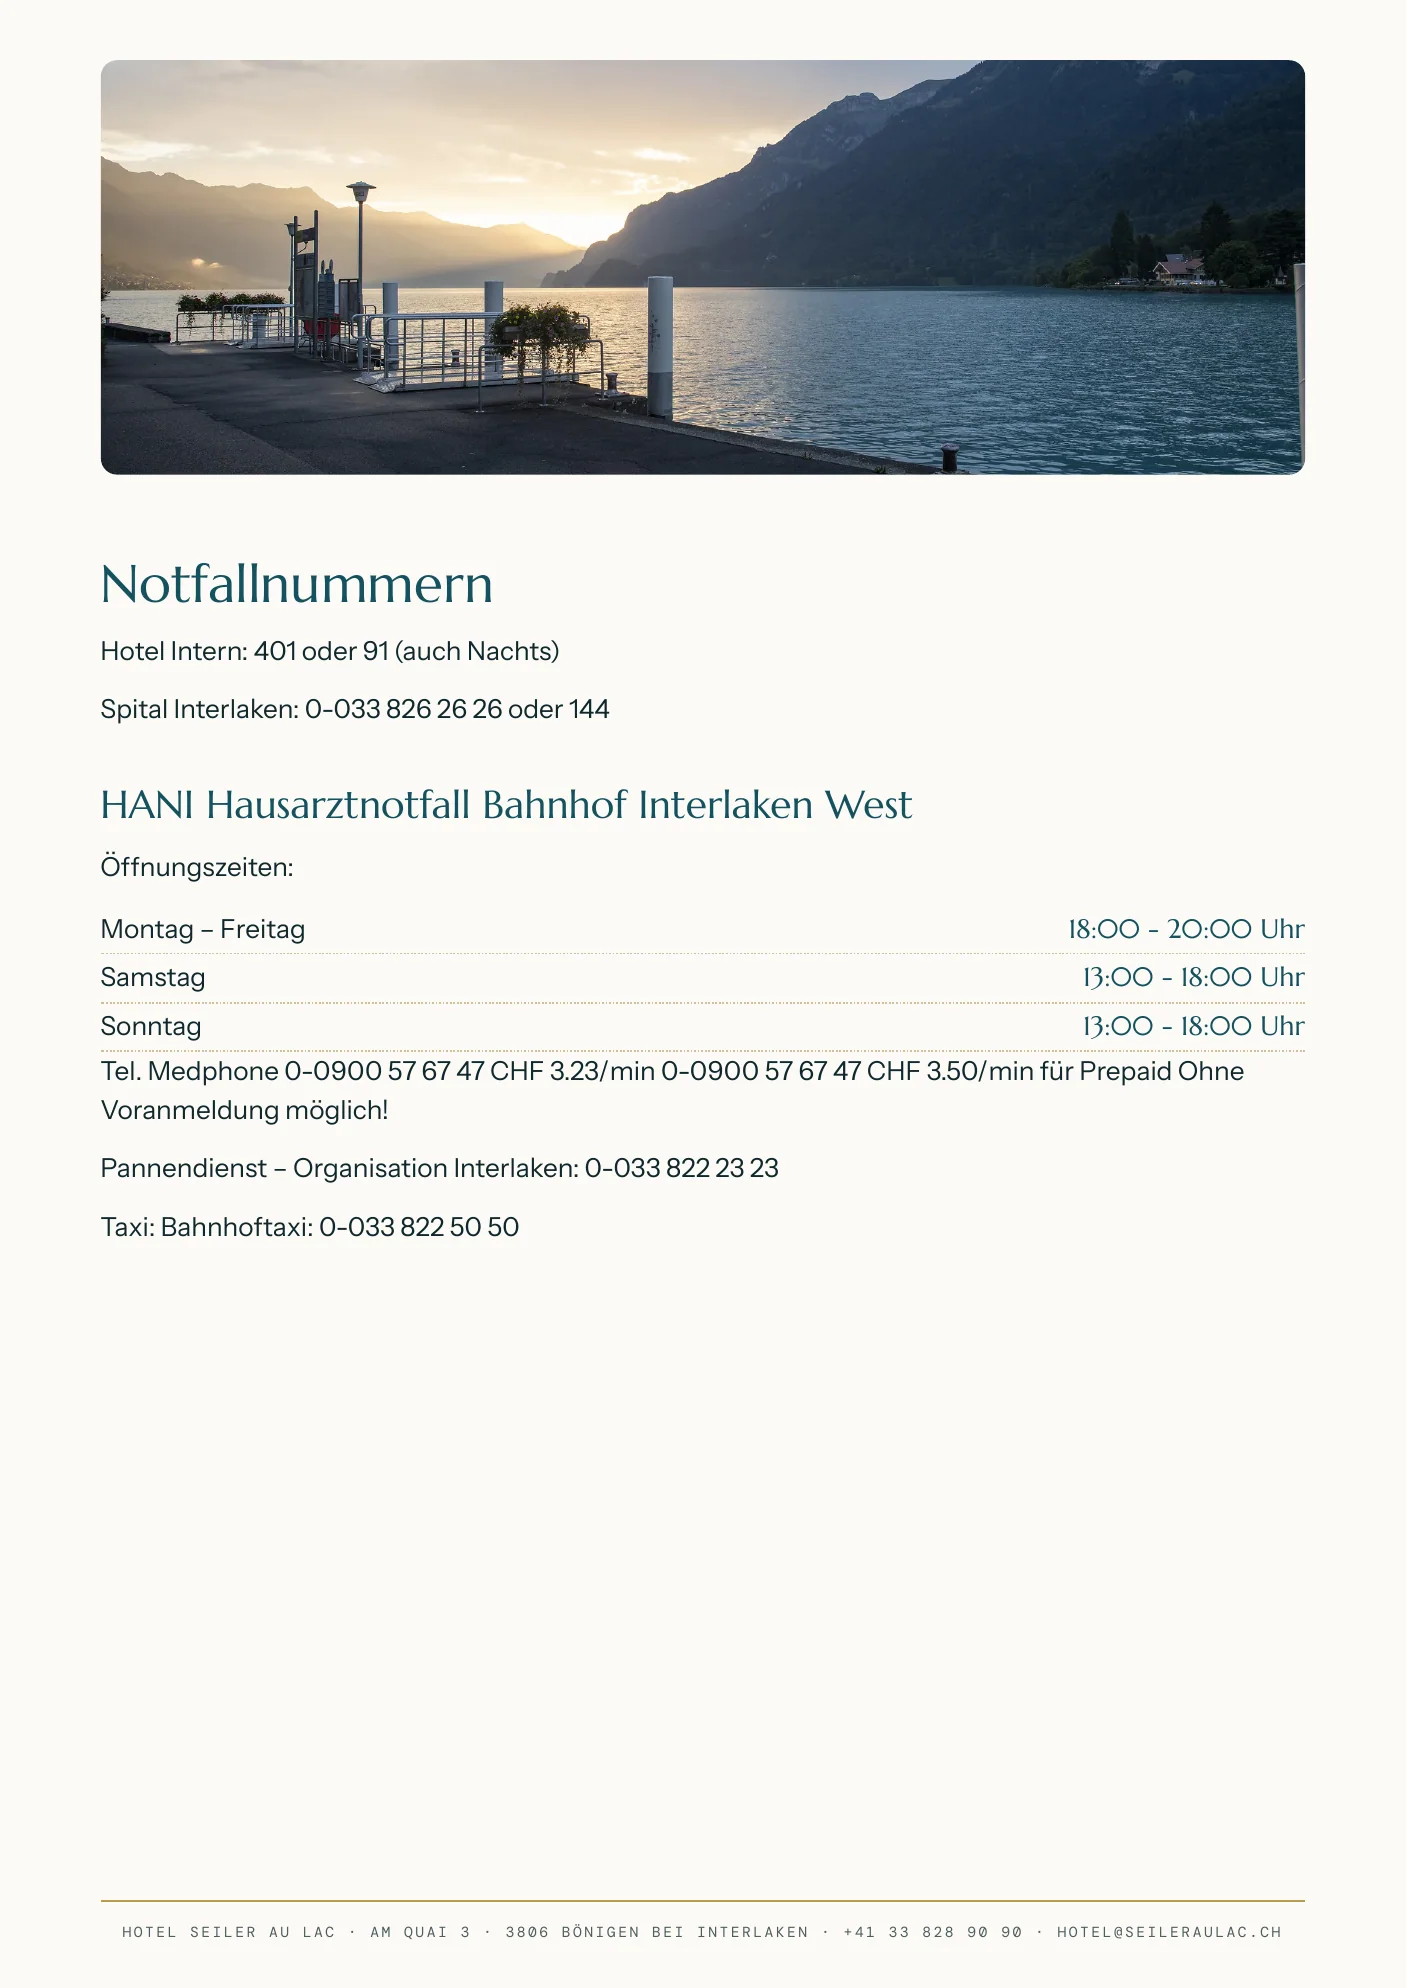 Notfallnummern
Hotel Intern: 401 oder 91 (auch Nachts)
Spital Interlaken: 0-033 826 26 26 oder 144
HANI Hausarztnotfall Bahnhof Interlaken West
Öffnungszeiten:
Montag – Freitag 18:00 - 20:00 Uhr
Samstag 13:00 - 18:00 Uhr
Sonntag 13:00 - 18:00 Uhr
Tel. Medphone 0-0900 57 67 47 CHF 3.23/min 0-0900 57 67 47 CHF 3.50/min für Prepaid Ohne
Voranmeldung möglich!
Pannendienst – Organisation Interlaken: 0-033 822 23 23
Taxi: Bahnhoftaxi: 0-033 822 50 50
HOTEL SEILER AU LAC · AM QUAI 3 · 3806 BÖNIGEN BEI INTERLAKEN · +41 33 828 90 90 · HOTEL@SEILERAULAC.CH